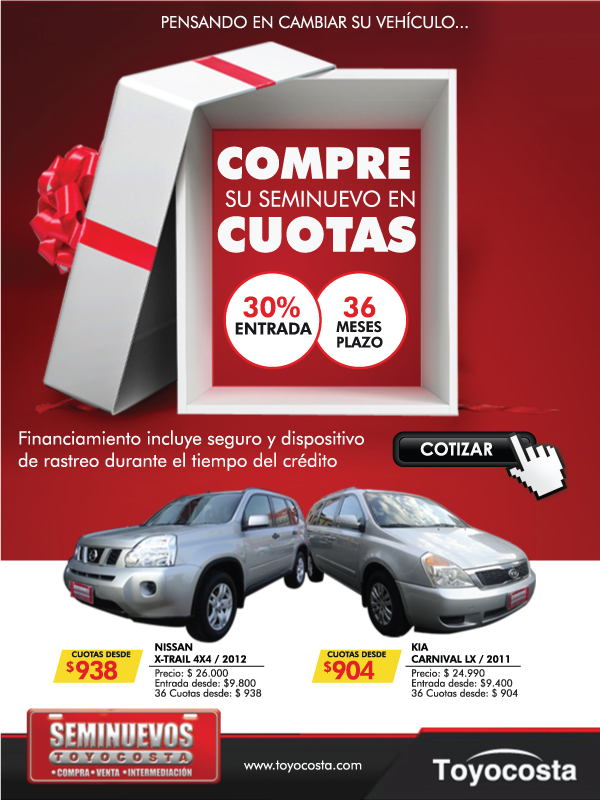 PENSANDO EN CAMBIAR SU VEHÍCULO...
COMPRE
SU SEMINUEVO EN
CUOTAS
30%
ENTRADA
36
MESES
PLAZO
Financiamiento incluye seguro y dispositivo
de rastreo durante el tiempo del crédito
COTIZAR
CUOTAS DESDE
$938
NISSAN
X-TRAIL 4X4 / 2012
Precio: $ 26.000
Entrada desde: $9.800
36 Cuotas desde: $ 938
CUOTAS DESDE
$904
KIA
CARNIVAL LX / 2011
Precio: $ 24.990
Entrada desde: $9.400
36 Cuotas desde: $ 904
SEMINUEVOS
TOYOCOSTA
• COMPRA • VENTA • INTERMEDIACIÓN
www.toyocosta.com
Toyocosta